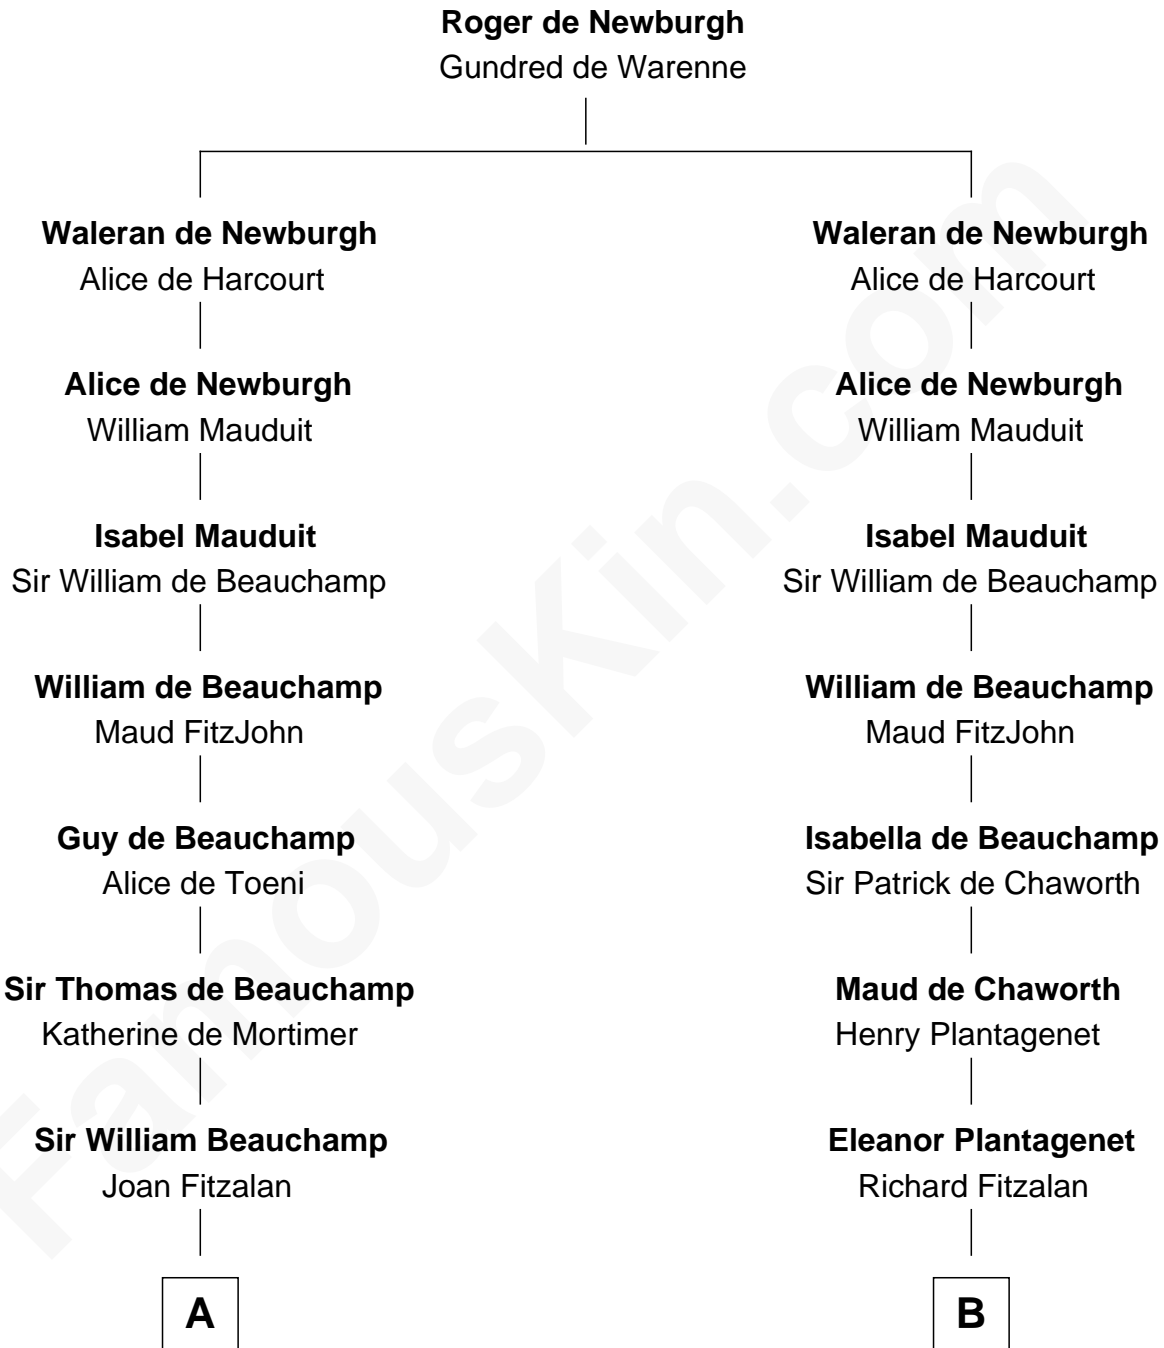 Roger de Newburgh
Gundred de Warenne
Waleran de Newburgh
Alice de Harcourt
Alice de Newburgh
William Mauduit
Isabel Mauduit
Sir William de Beauchamp
William de Beauchamp
Maud FitzJohn
Guy de Beauchamp
Alice de Toeni
Sir Thomas de Beauchamp
Katherine de Mortimer
Sir William Beauchamp
Joan Fitzalan
A
Waleran de Newburgh
Alice de Harcourt
Alice de Newburgh
William Mauduit
Isabel Mauduit
Sir William de Beauchamp
William de Beauchamp
Maud FitzJohn
Isabella de Beauchamp
Sir Patrick de Chaworth
Maud de Chaworth
Henry Plantagenet
Eleanor Plantagenet
Richard Fitzalan
B
FamousKin.com